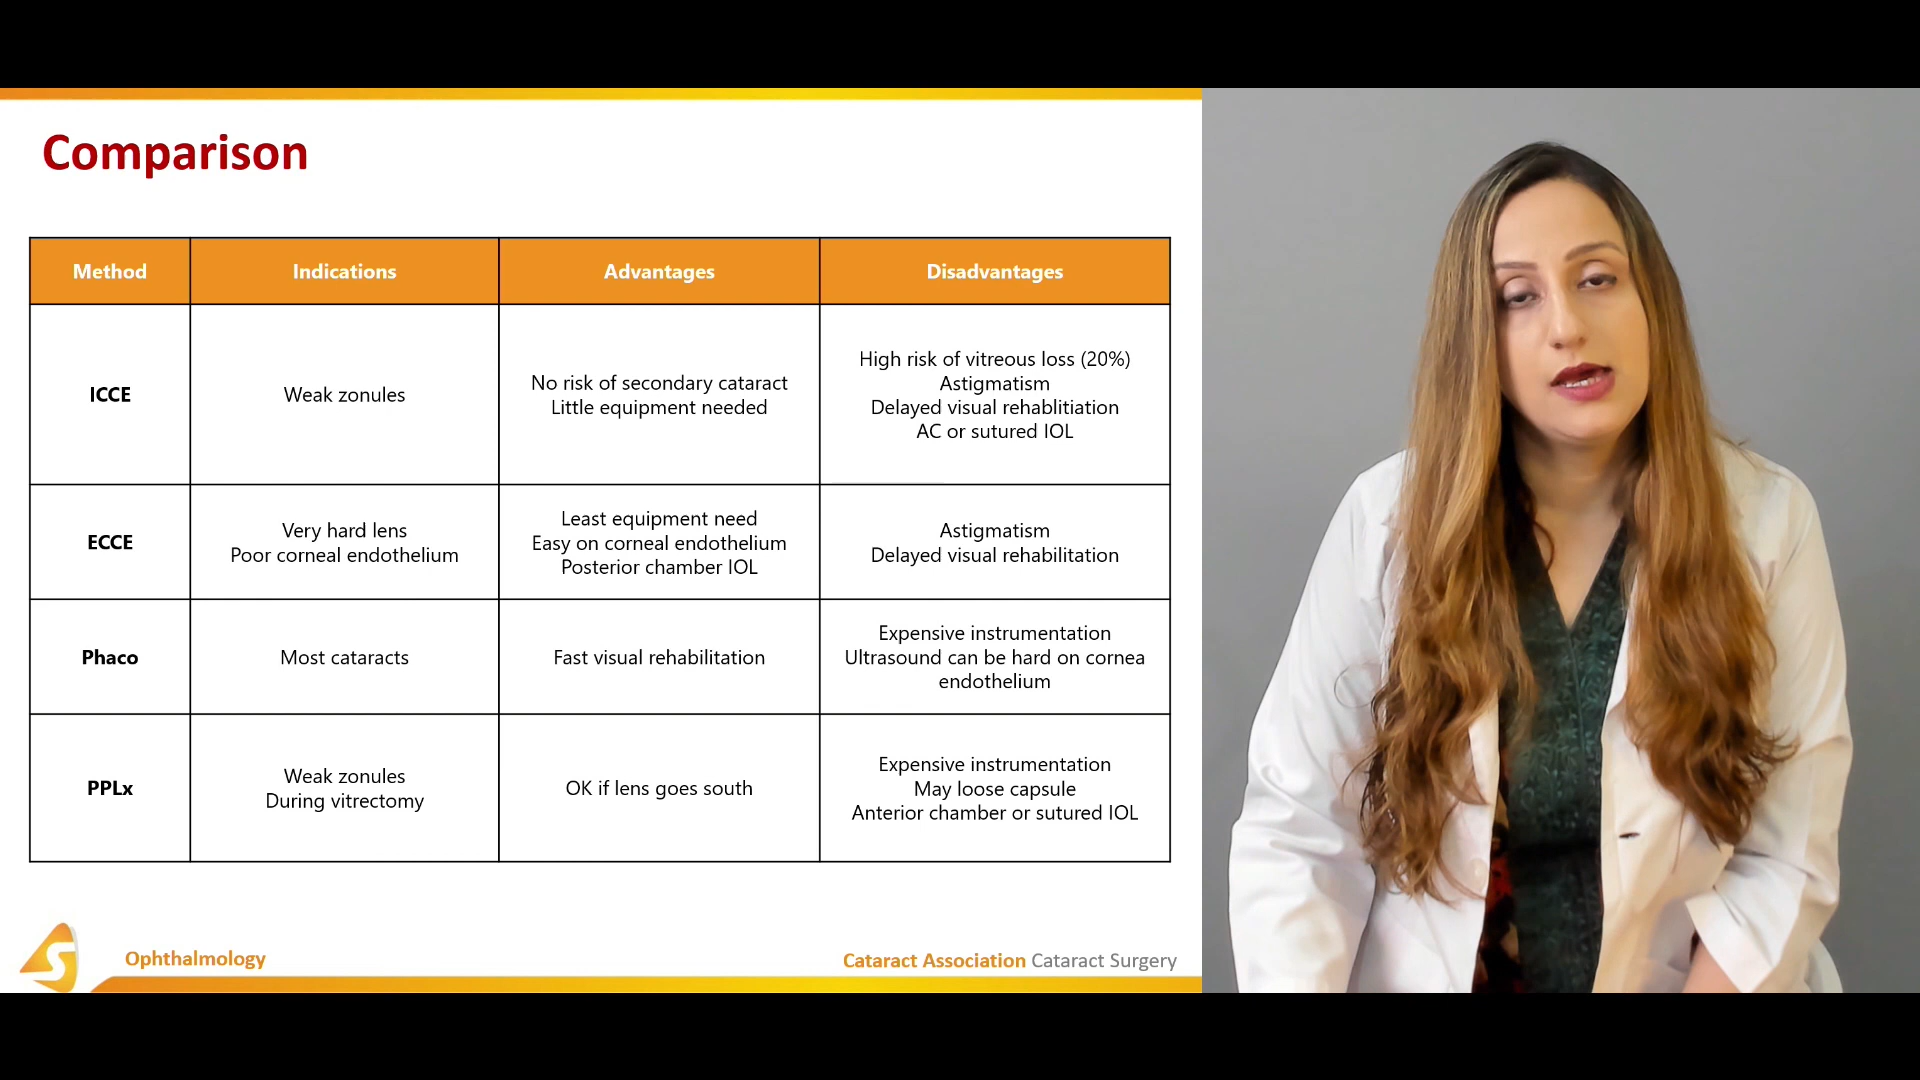 Comparison
Method
Indications
Advantages
Disadvantages
ICCE
Weak zonules
No risk of secondary cataract
Little equipment needed
High risk of vitreous loss (20%)
Astigmatism
Delayed visual rehablitiation
AC or sutured IOL
ECCE
Very hard lens
Poor corneal endothelium
Least equipment need
Easy on corneal endothelium
Posterior chamber IOL
Astigmatism
Delayed visual rehabilitation
Phaco
Most cataracts
Fast visual rehabilitation
Expensive instrumentation
Ultrasound can be hard on cornea
endothelium
PPLx
Weak zonules
During vitrectomy
OK if lens goes south
Expensive instrumentation
May loose capsule
Anterior chamber or sutured IOL
S
Ophthalmology
Cataract Association Cataract Surgery